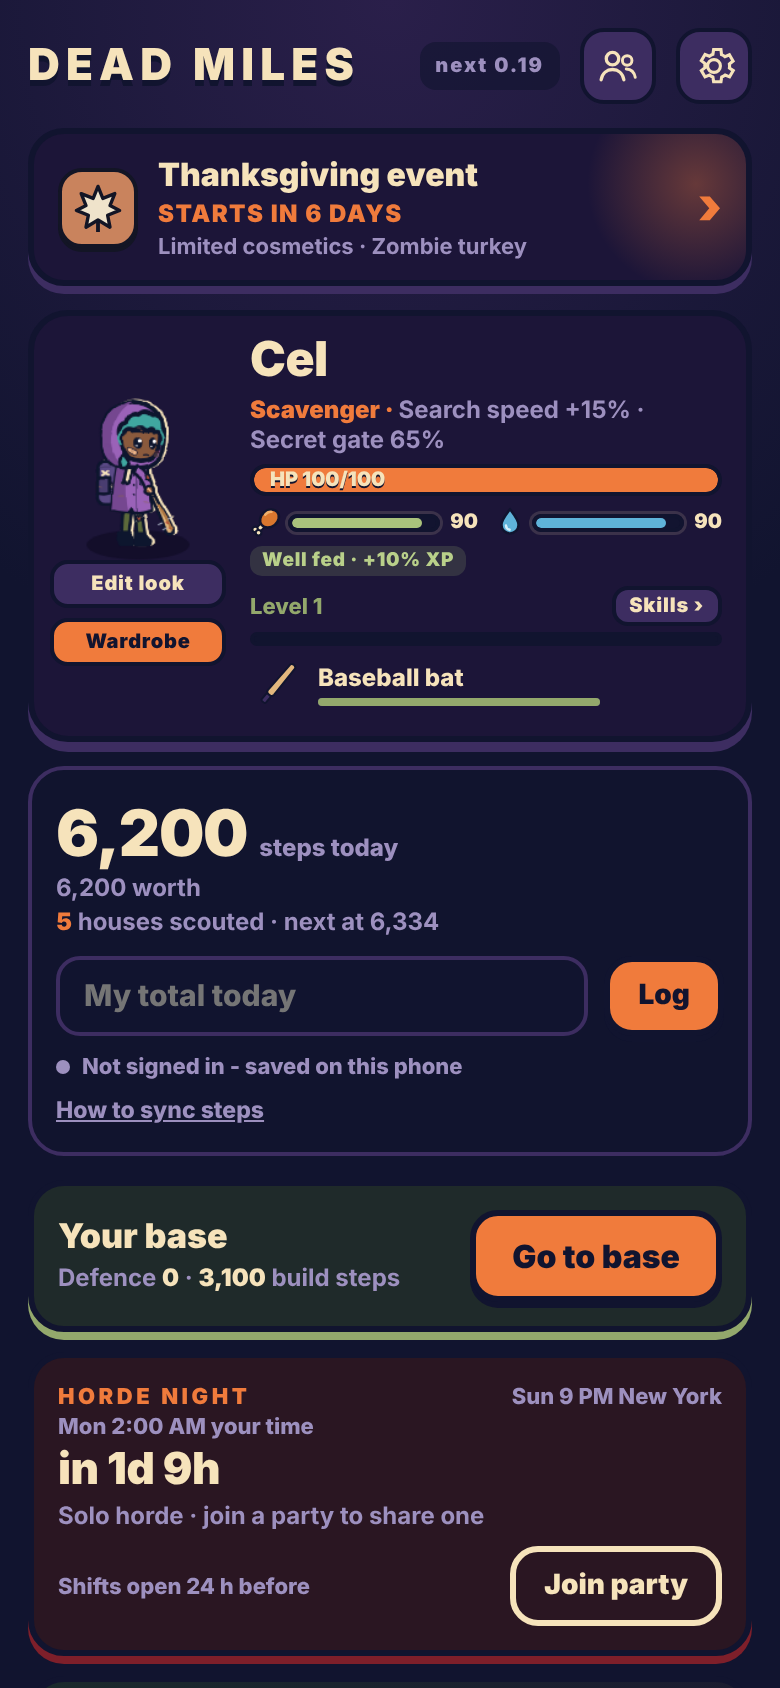 DEAD MILES
next 0.19
Thanksgiving event
STARTS IN 6 DAYS
Limited cosmetics · Zombie turkey
›
Cel
Scavenger · Search speed +15% ·
Secret gate 65%
HP 100/100
90
90
Well fed · +10% XP
Edit look
Level 1
Skills ›
Wardrobe
Baseball bat
6,200 steps today
6,200 worth
5 houses scouted · next at 6,334
My total today
Log
Not signed in - saved on this phone
How to sync steps
Your base
Defence 0 · 3,100 build steps
Go to base
HORDE NIGHT
Sun 9 PM New York
Mon 2:00 AM your time
in 1d 9h
Solo horde · join a party to share one
Shifts open 24 h before
Join party